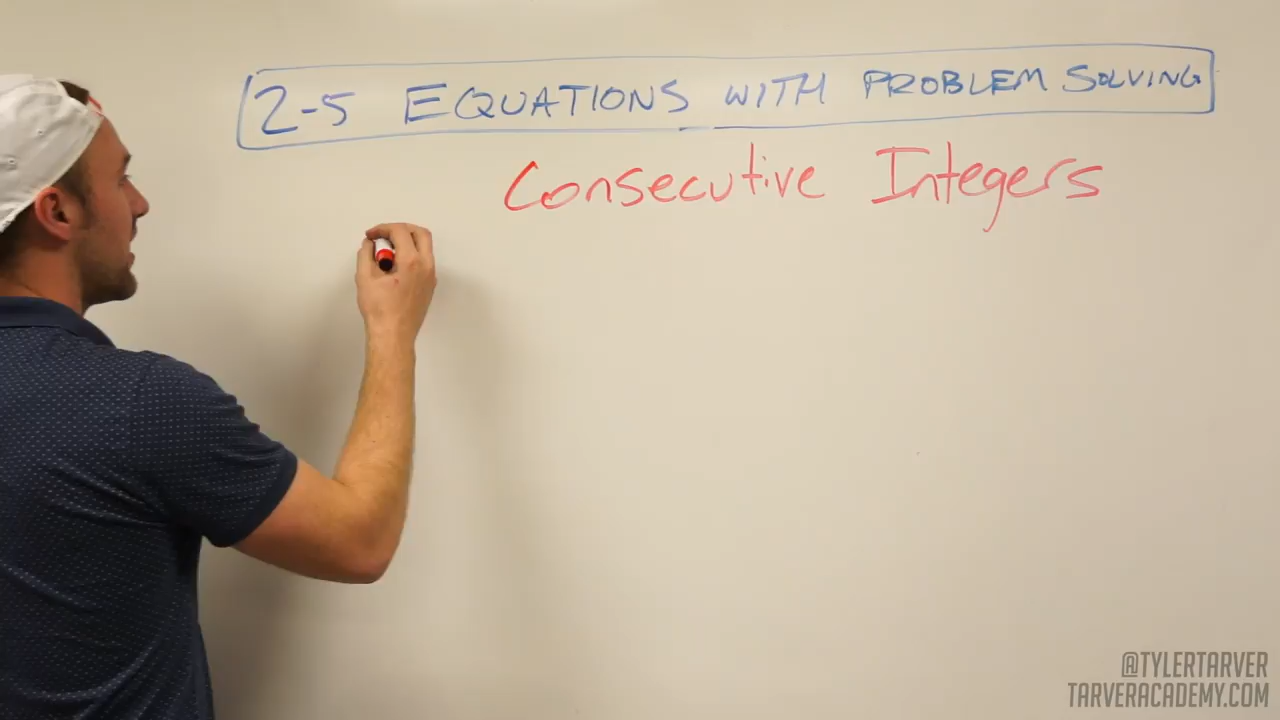 2-5 EQUATIONS WITH PROBLEM SOLVING
Consecutive Integers
@TYLERTARVER
TARVERACADEMY.COM